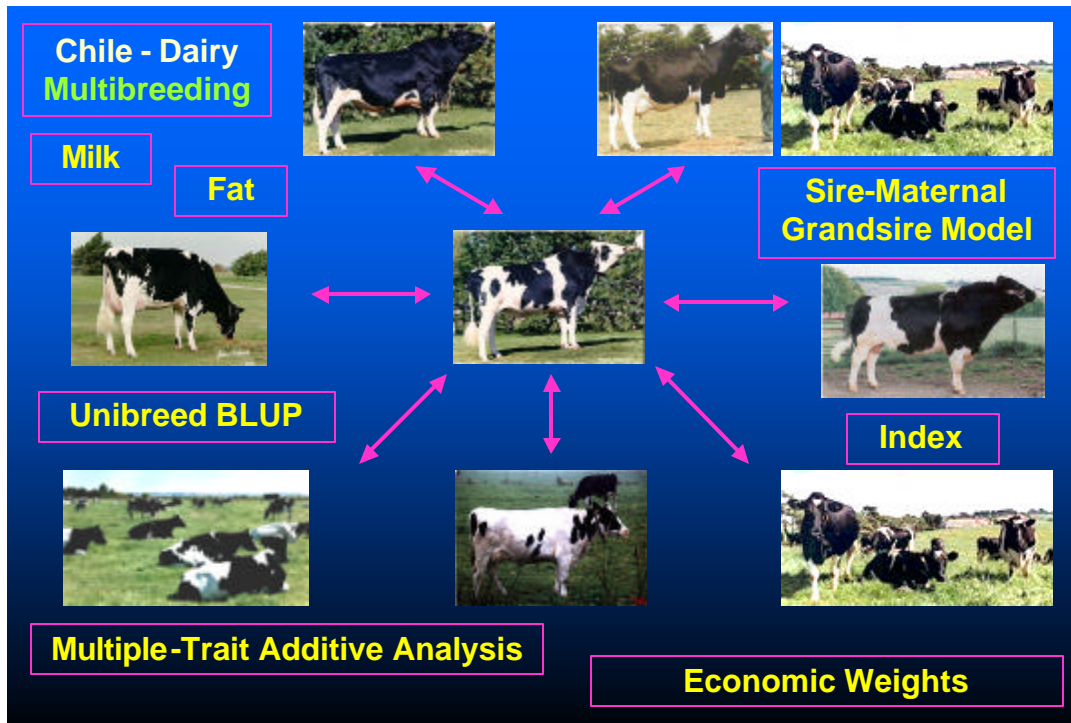 Chile - Dairy
Multibreeding
Milk
Fat
Sire-Maternal
Grandsire Model
Unibreed BLUP
Index
Multiple-Trait Additive Analysis
Economic Weights